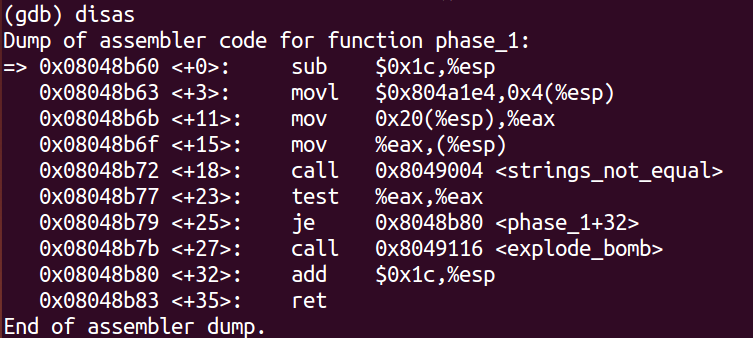 (gdb) disas
Dump of assembler code for function phase_1:
=> 0x08048b60 <+0>:     sub    $0x1c,%esp
   0x08048b63 <+3>:     movl   $0x804a1e4,0x4(%esp)
   0x08048b6b <+11>:    mov    0x20(%esp),%eax
   0x08048b6f <+15>:    mov    %eax,(%esp)
   0x08048b72 <+18>:    call   0x8049004 <strings_not_equal>
   0x08048b77 <+23>:    test   %eax,%eax
   0x08048b79 <+25>:    je     0x8048b80 <phase_1+32>
   0x08048b7b <+27>:    call   0x8049116 <explode_bomb>
   0x08048b80 <+32>:    add    $0x1c,%esp
   0x08048b83 <+35>:    ret
End of assembler dump.